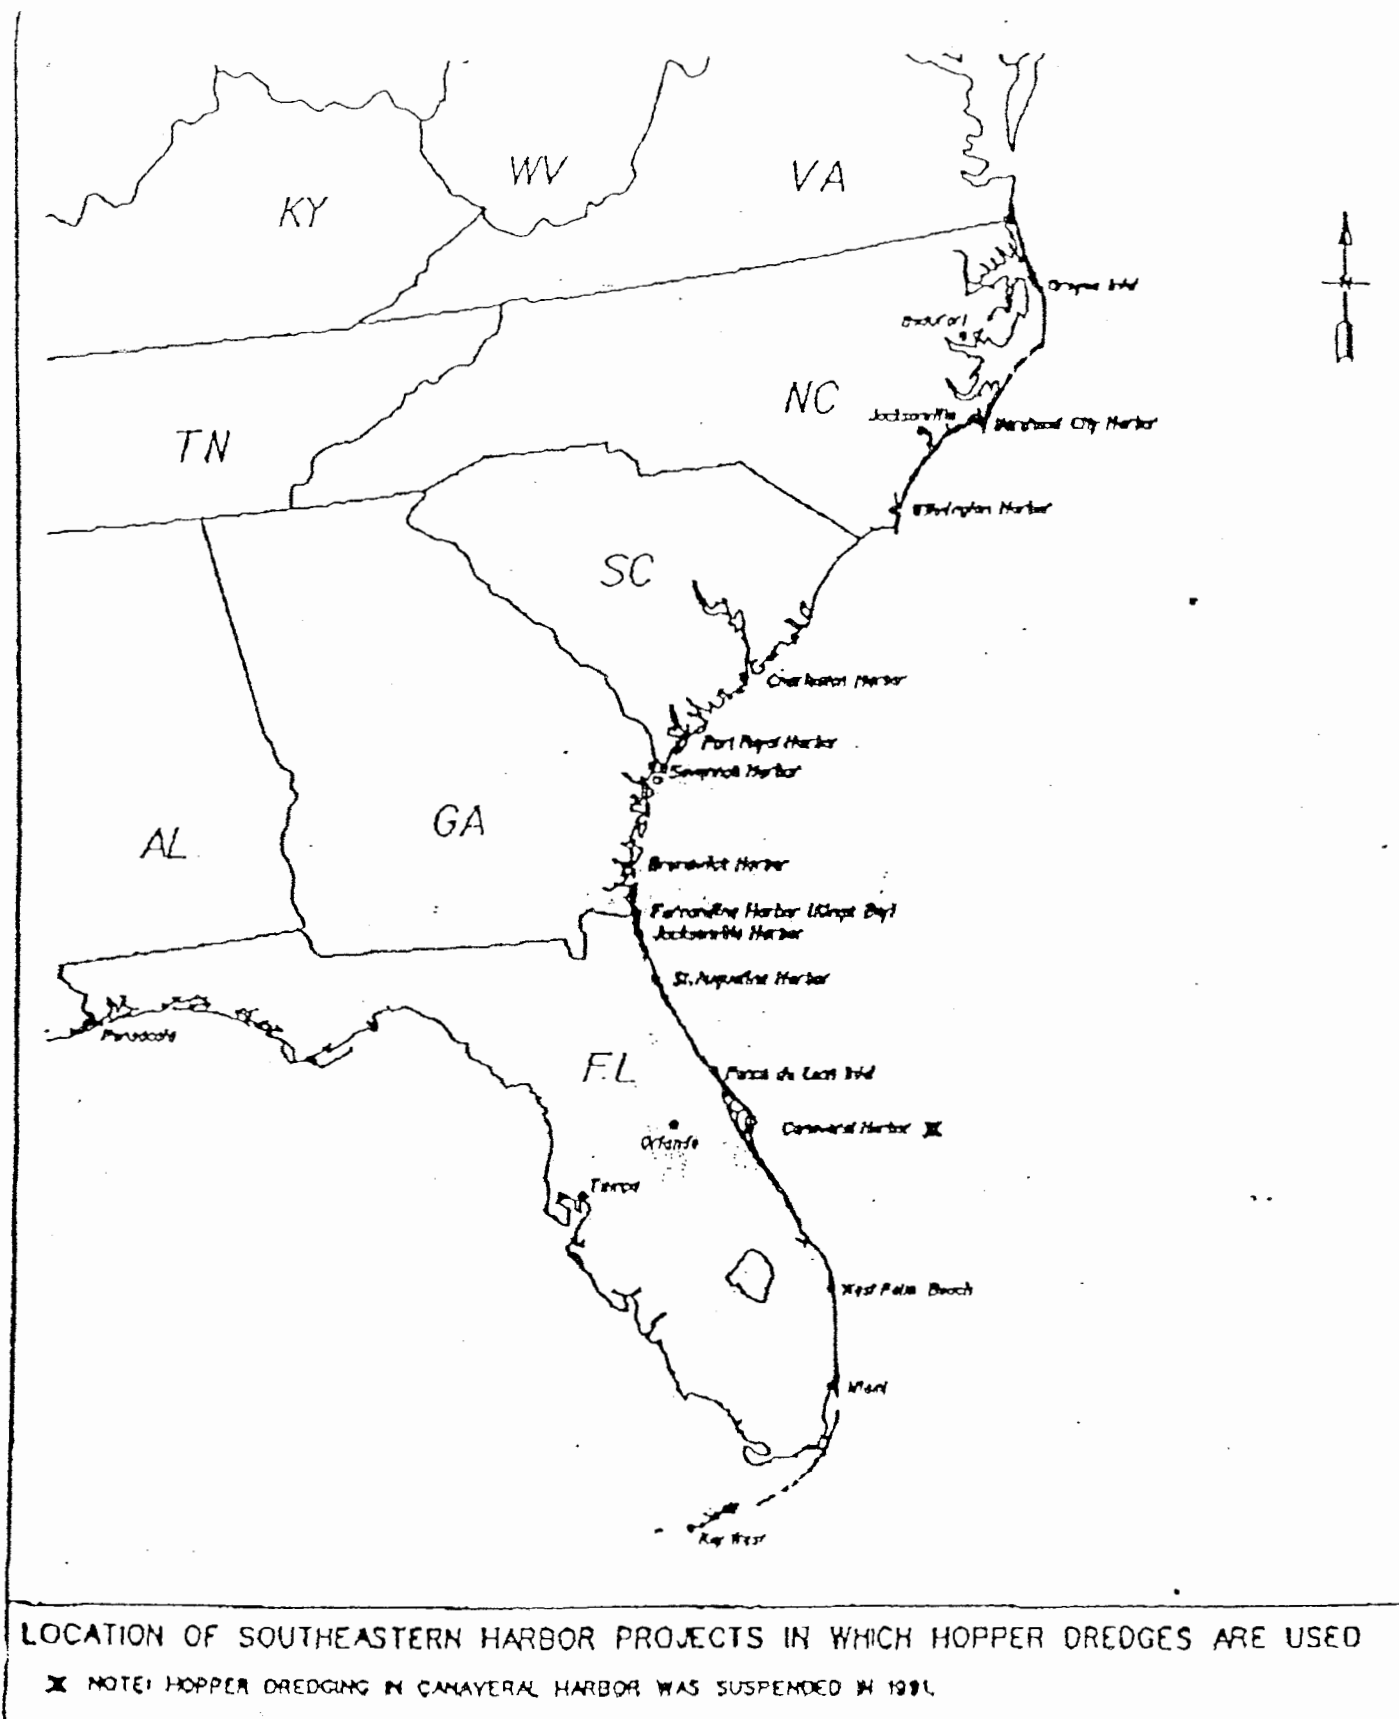 WV
VA
KY
N
Oregon Inlet
Beaufort
NC
Jacksonville
Morehead City Harbor
TN
Wilmington Harbor
SC
Charleston Harbor
Port Royal Harbor
Savannah Harbor
GA
AL
Brunswick Harbor
Fernandina Harbor (Kings Bay)
Jacksonville Harbor
St. Augustine Harbor
Pensacola
FL
Ponce de Leon Inlet
Canaveral Harbor
Orlando
Tampa
West Palm Beach
Miami
Key West
LOCATION OF SOUTHEASTERN HARBOR PROJECTS IN WHICH HOPPER DREDGES ARE USED
NOTE: HOPPER DREDGING IN CANAVERAL HARBOR WAS SUSPENDED IN